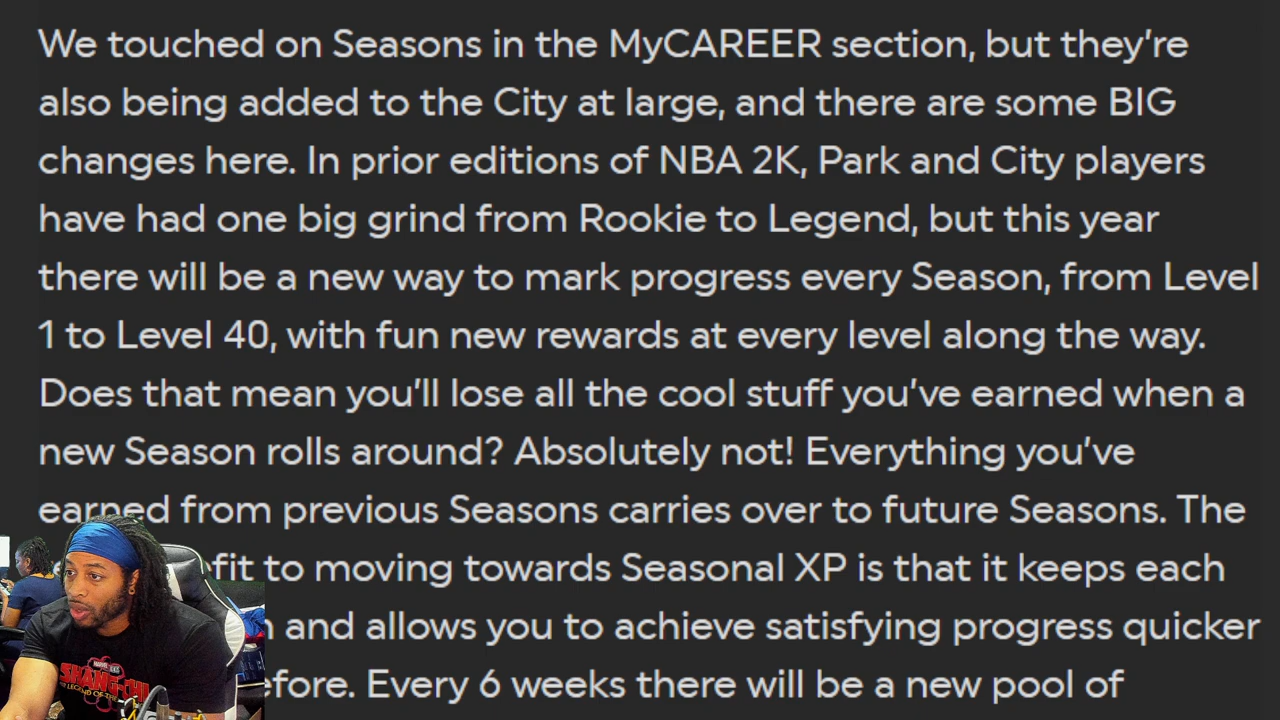 We touched on Seasons in the MyCAREER section, but they're
also being added to the City at large, and there are some BIG
changes here. In prior editions of NBA 2K, Park and City players
have had one big grind from Rookie to Legend, but this year
there will be a new way to mark progress every Season, from Level
1 to Level 40, with fun new rewards at every level along the way.
Does that mean you'll lose all the cool stuff you've earned when a
new Season rolls around? Absolutely not! Everything you've
earned from previous Seasons carries over to future Seasons. The
to moving towards Seasonal XP is that it keeps each
and allows you to achieve satisfying progress quicker
Every 6 weeks there will be a new pool of
MARVEL
SHANG-CHI